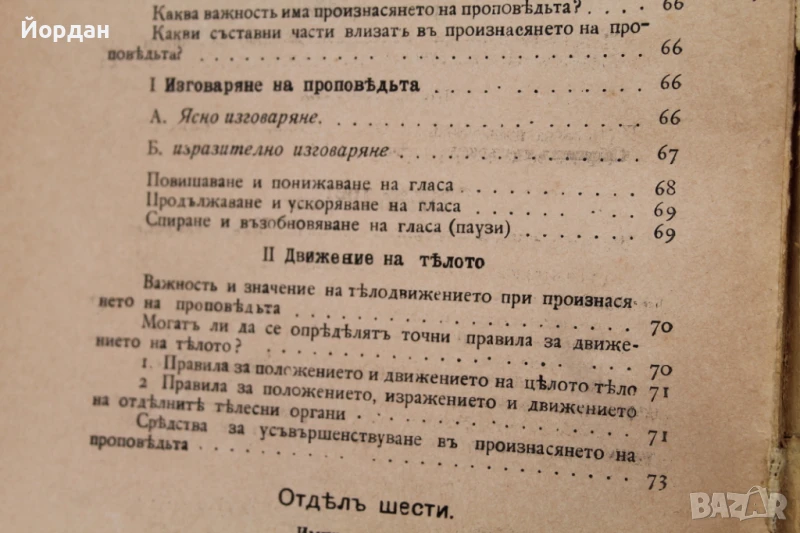 Каква важность има произнасянето на проповѣдьта? . . 66
Йордан
Какви съставни части влизатъ въ произнасянето на про-
повѣдьта? . . . . . . . . . . . . . 66
I Изговаряне на проповѣдьта . . . . . . . 66
А. Ясно изговаряне. . . . . . . . . . . . 66
Б. изразително изговаряне . . . . . . . . . 67
Повишаване и понижаване на гласа . . . . . . . 68
Продължаване и ускоряване на гласа . . . . . . . 69
Спиране и възобновяване на гласа (паузи) . . . . . . 69
II Движение на тѣлото
Важность и значение на тѣлодвижението при произнася
нето на проповѣдьта . . . . . . . . . . . 70
Могатъ ли да се опрѣдѣлятъ точни правила за движе-
нието на тѣлото? . . . . . . . . . . . . 70
1. Правила за положението и движението на цѣлото тѣло 71
2 Правила за положението, изражението и движението
на отдѣлнитѣ тѣлесни органи . . . . . . . . . 71
Срѣдства за усъвършенствуване въ произнасянето на
проповѣдьта . . . . . . . . . . . . . 73
Отдѣлъ шести.
BAZAR
bg